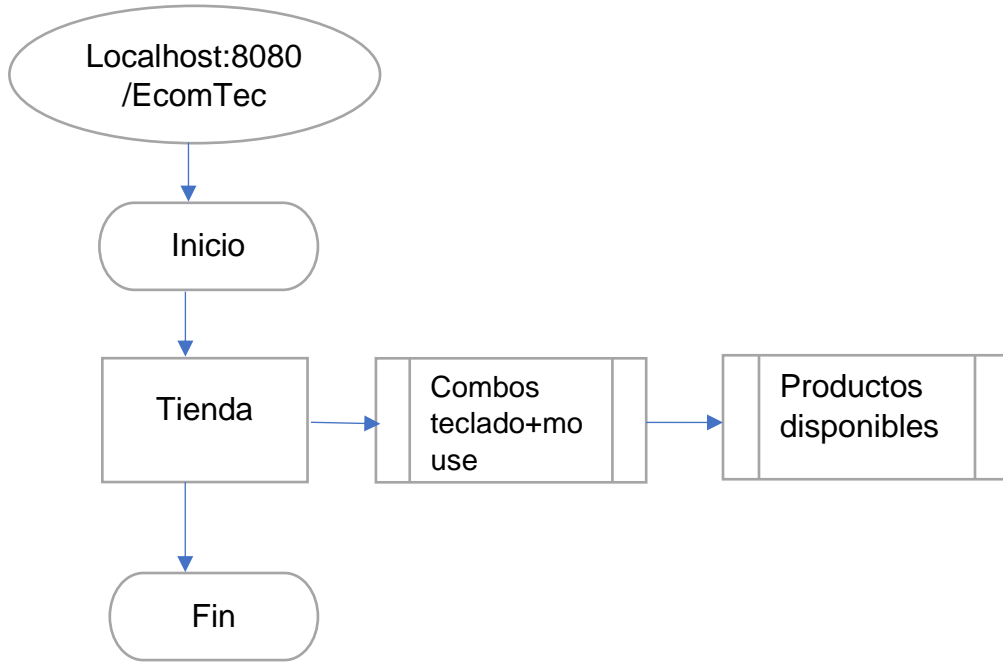 Localhost:8080
/EcomTec
Inicio
Tienda
Combos
teclado+mo
use
Productos
disponibles
Fin